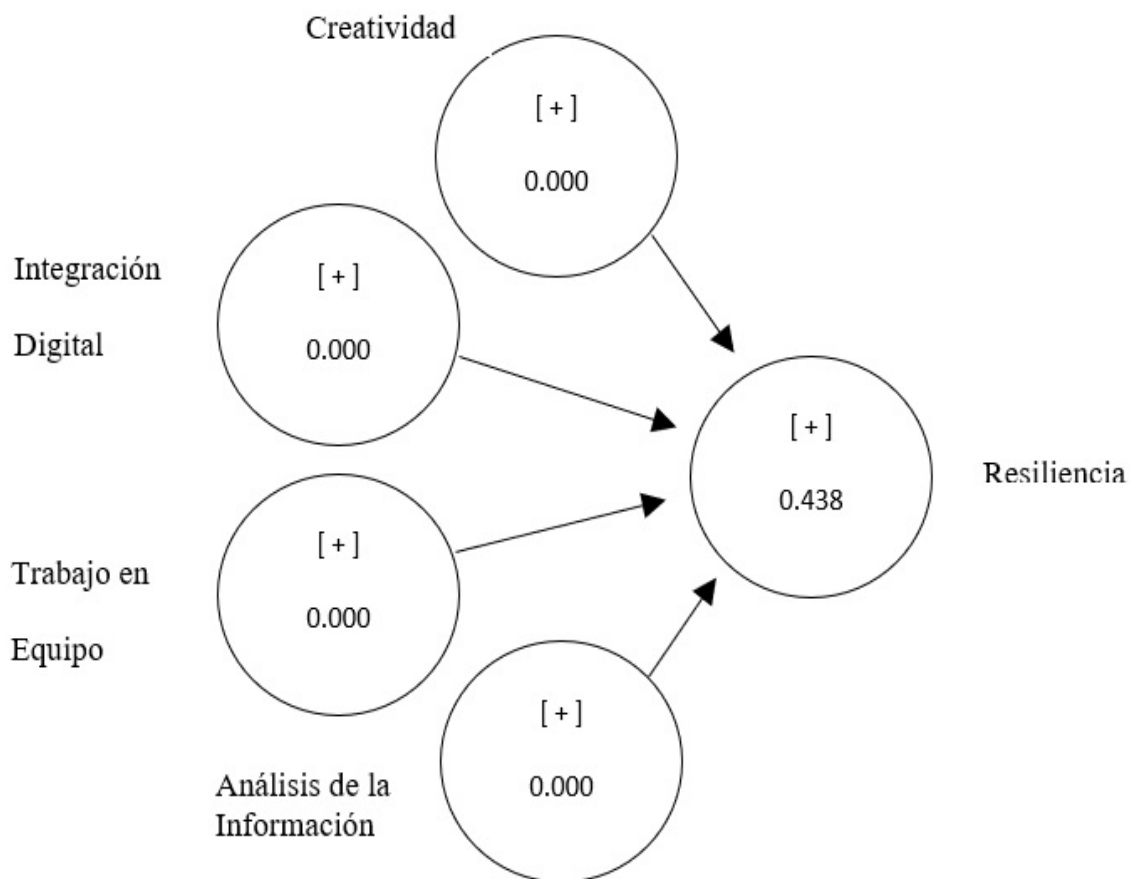 Creatividad
[ + ]
0.000
Integración
Digital
[ + ]
0.000
[ + ]
0.438
Resiliencia
Trabajo en
Equipo
[ + ]
0.000
Análisis de la
Información
[ + ]
0.000